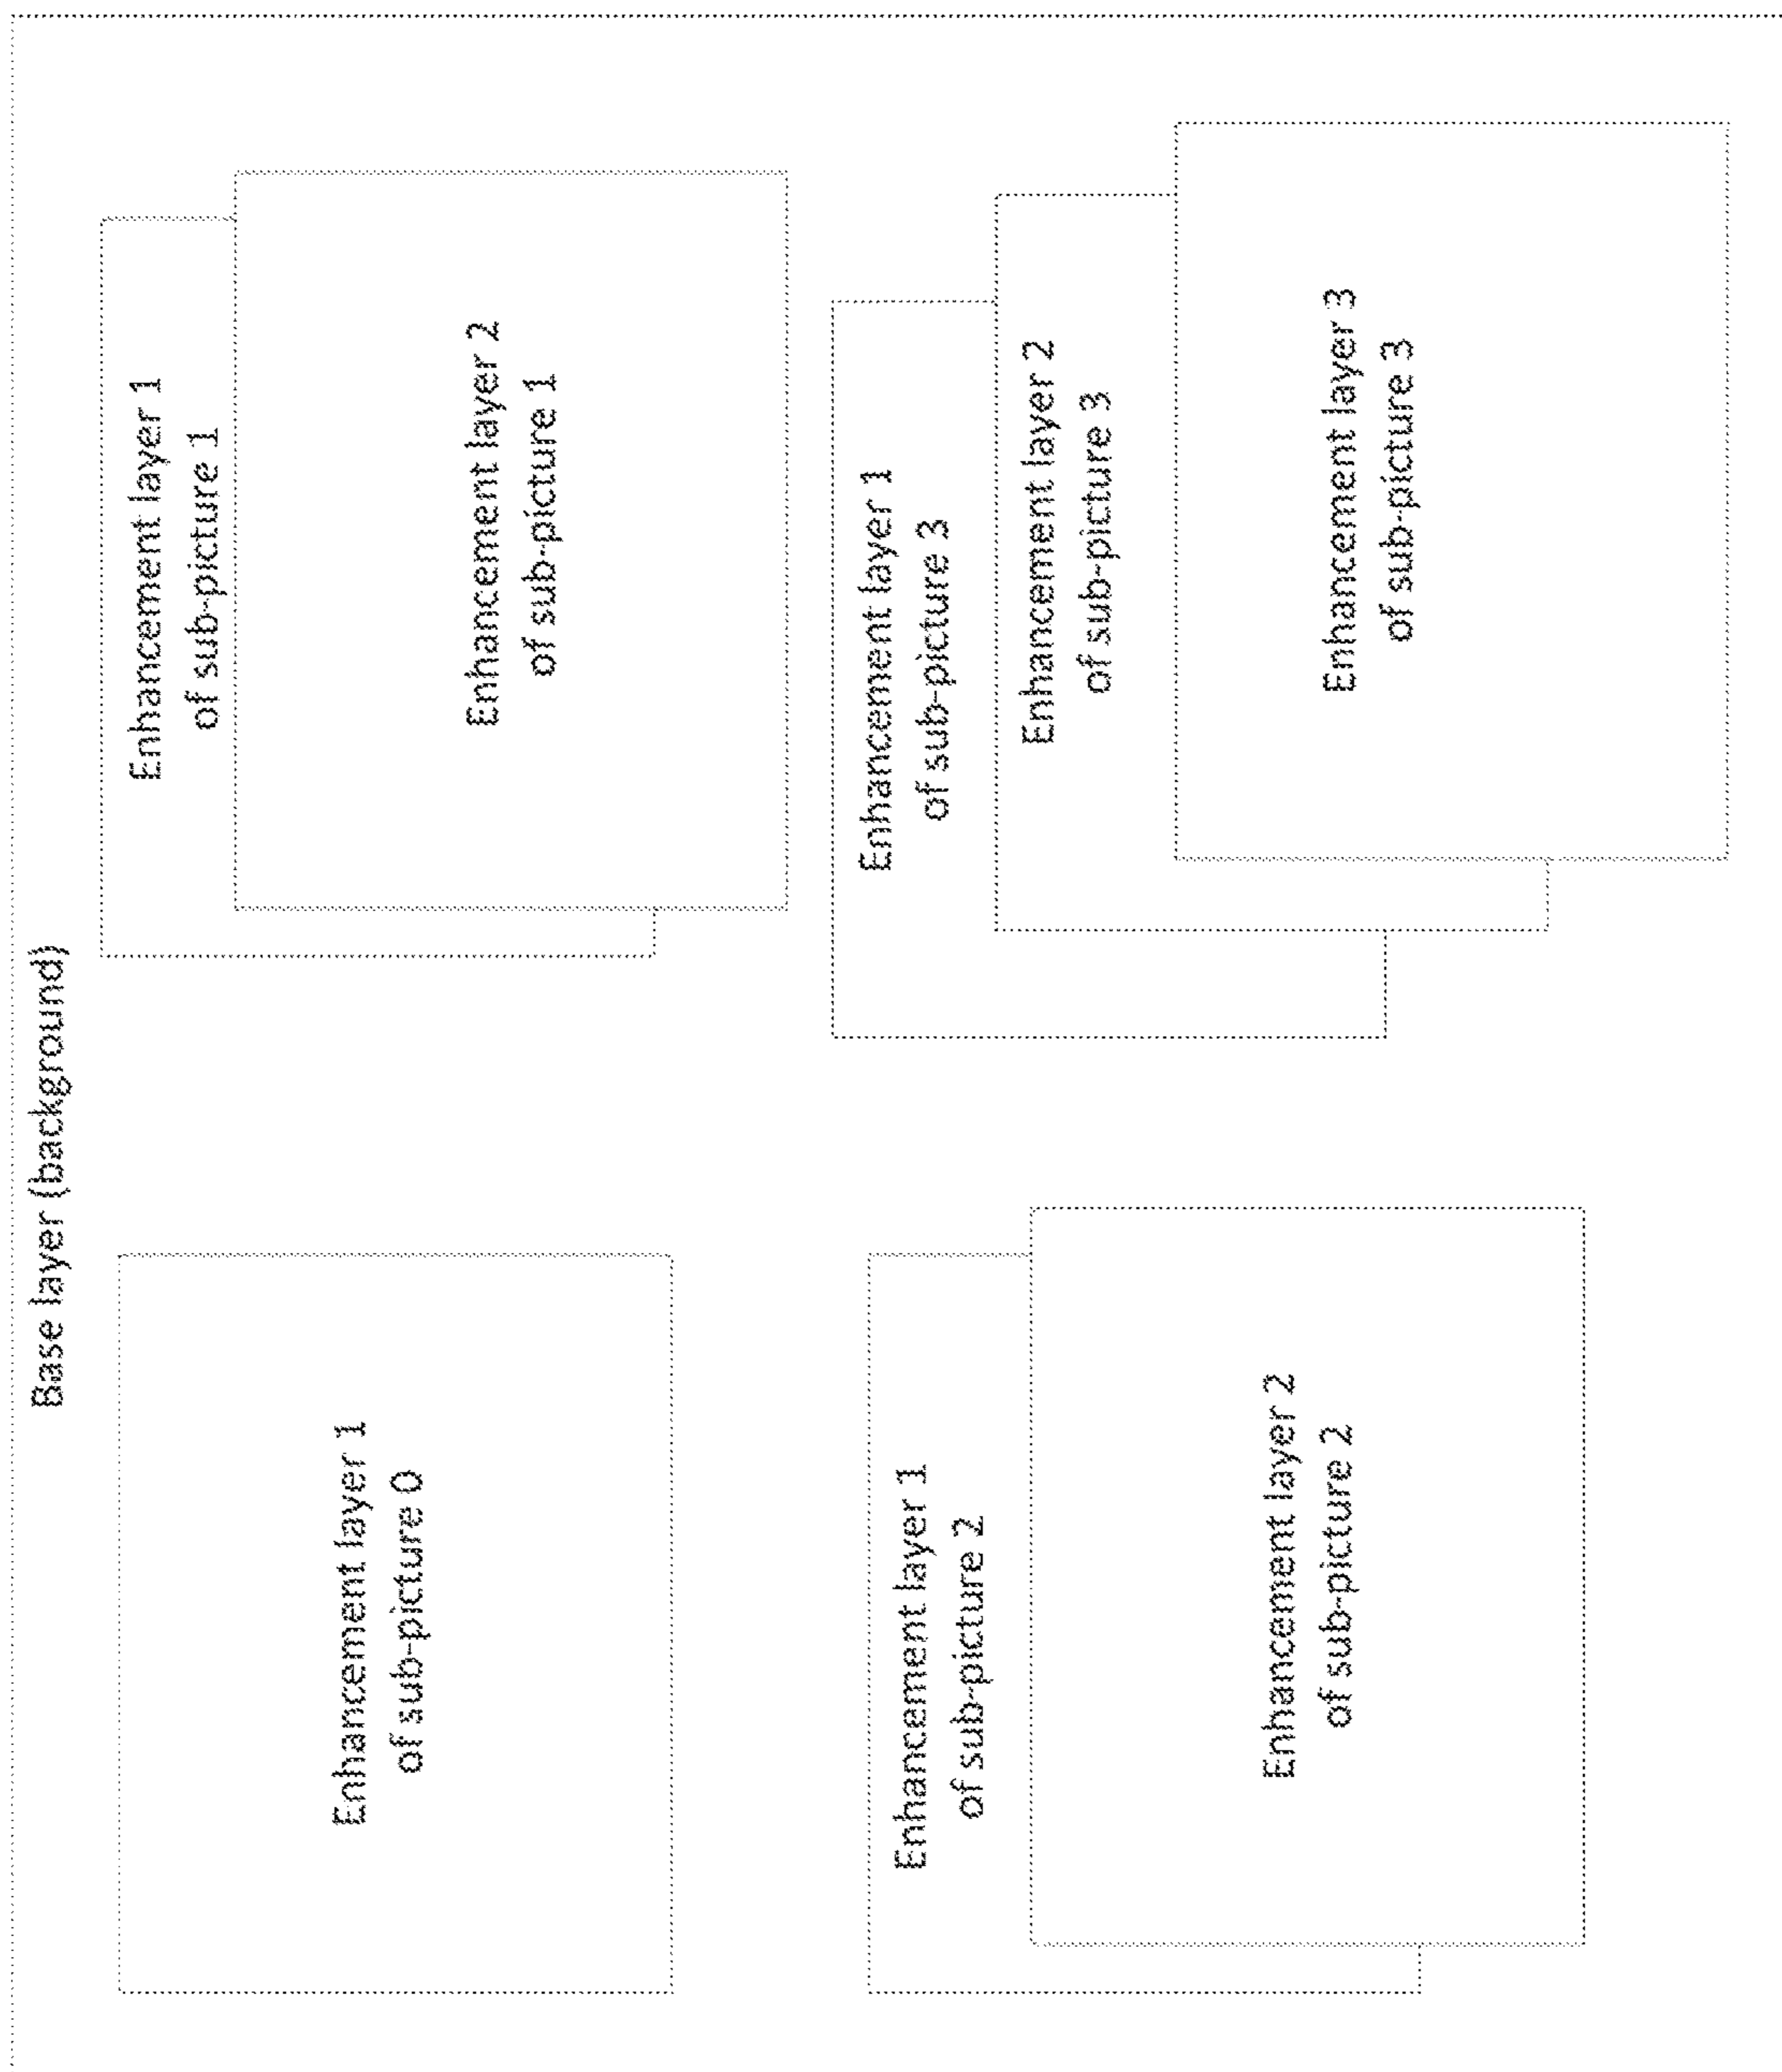 Base layer (background)
Enhancement layer 1
of sub-picture 0
Enhancement layer 1
of sub-picture 1
Enhancement layer 2
of sub-picture 1
Enhancement layer 1
of sub-picture 2
Enhancement layer 2
of sub-picture 2
Enhancement layer 1
of sub-picture 3
Enhancement layer 2
of sub-picture 3
Enhancement layer 3
of sub-picture 3